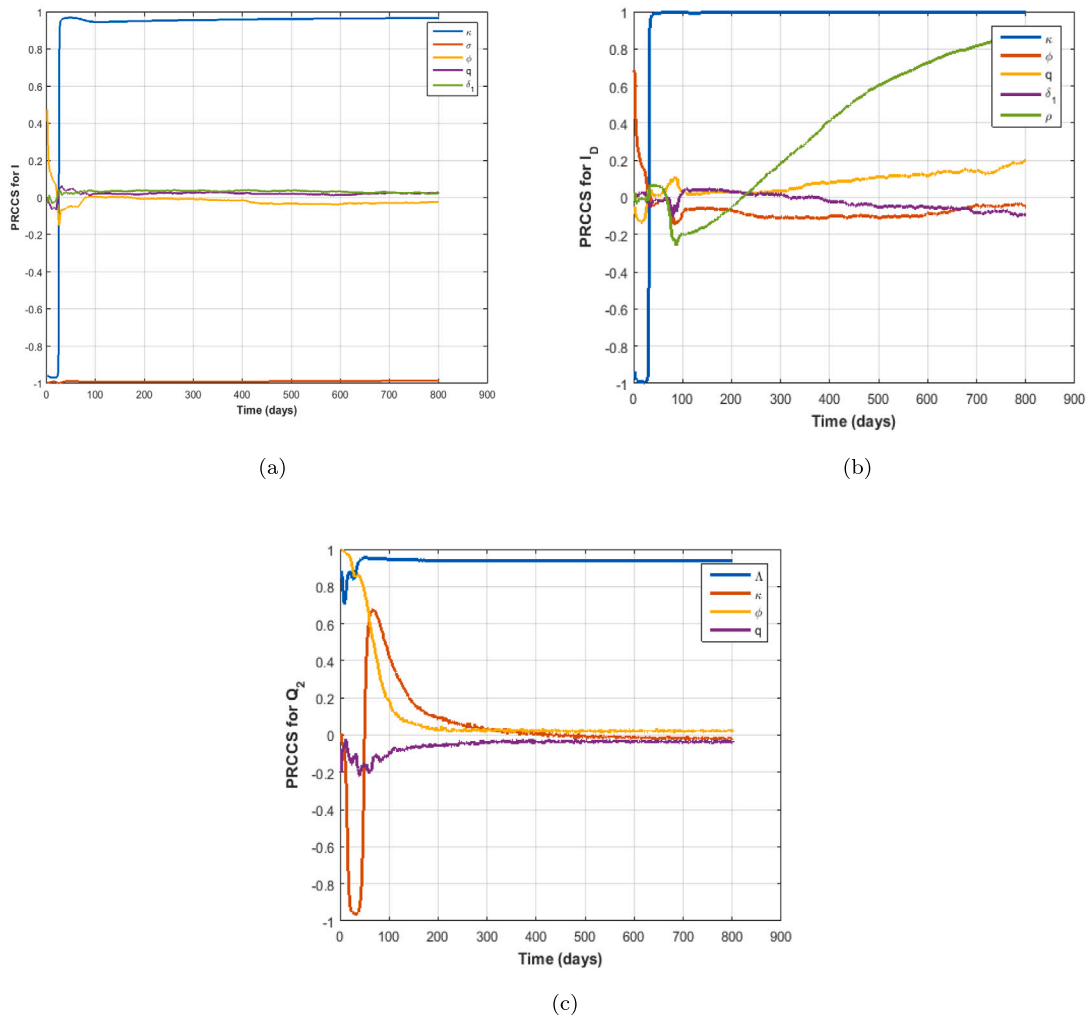 1
0.8
0.6
0.4
0.2
0
-0.2
-0.4
-0.6
-0.8
-1
0 100 200 300 400 500 600 700 800 900
PRCCS for I
Time (days)
κ
σ
ϕ
q
δ1
(a)
1
0.8
0.6
0.4
0.2
0
-0.2
-0.4
-0.6
-0.8
-1
0 100 200 300 400 500 600 700 800 900
PRCCS for ID
Time (days)
κ
ϕ
q
δ1
ρ
(b)
1
0.8
0.6
0.4
0.2
0
-0.2
-0.4
-0.6
-0.8
-1
0 100 200 300 400 500 600 700 800 900
PRCCS for Q2
Time (days)
Λ
κ
ϕ
q
(c)